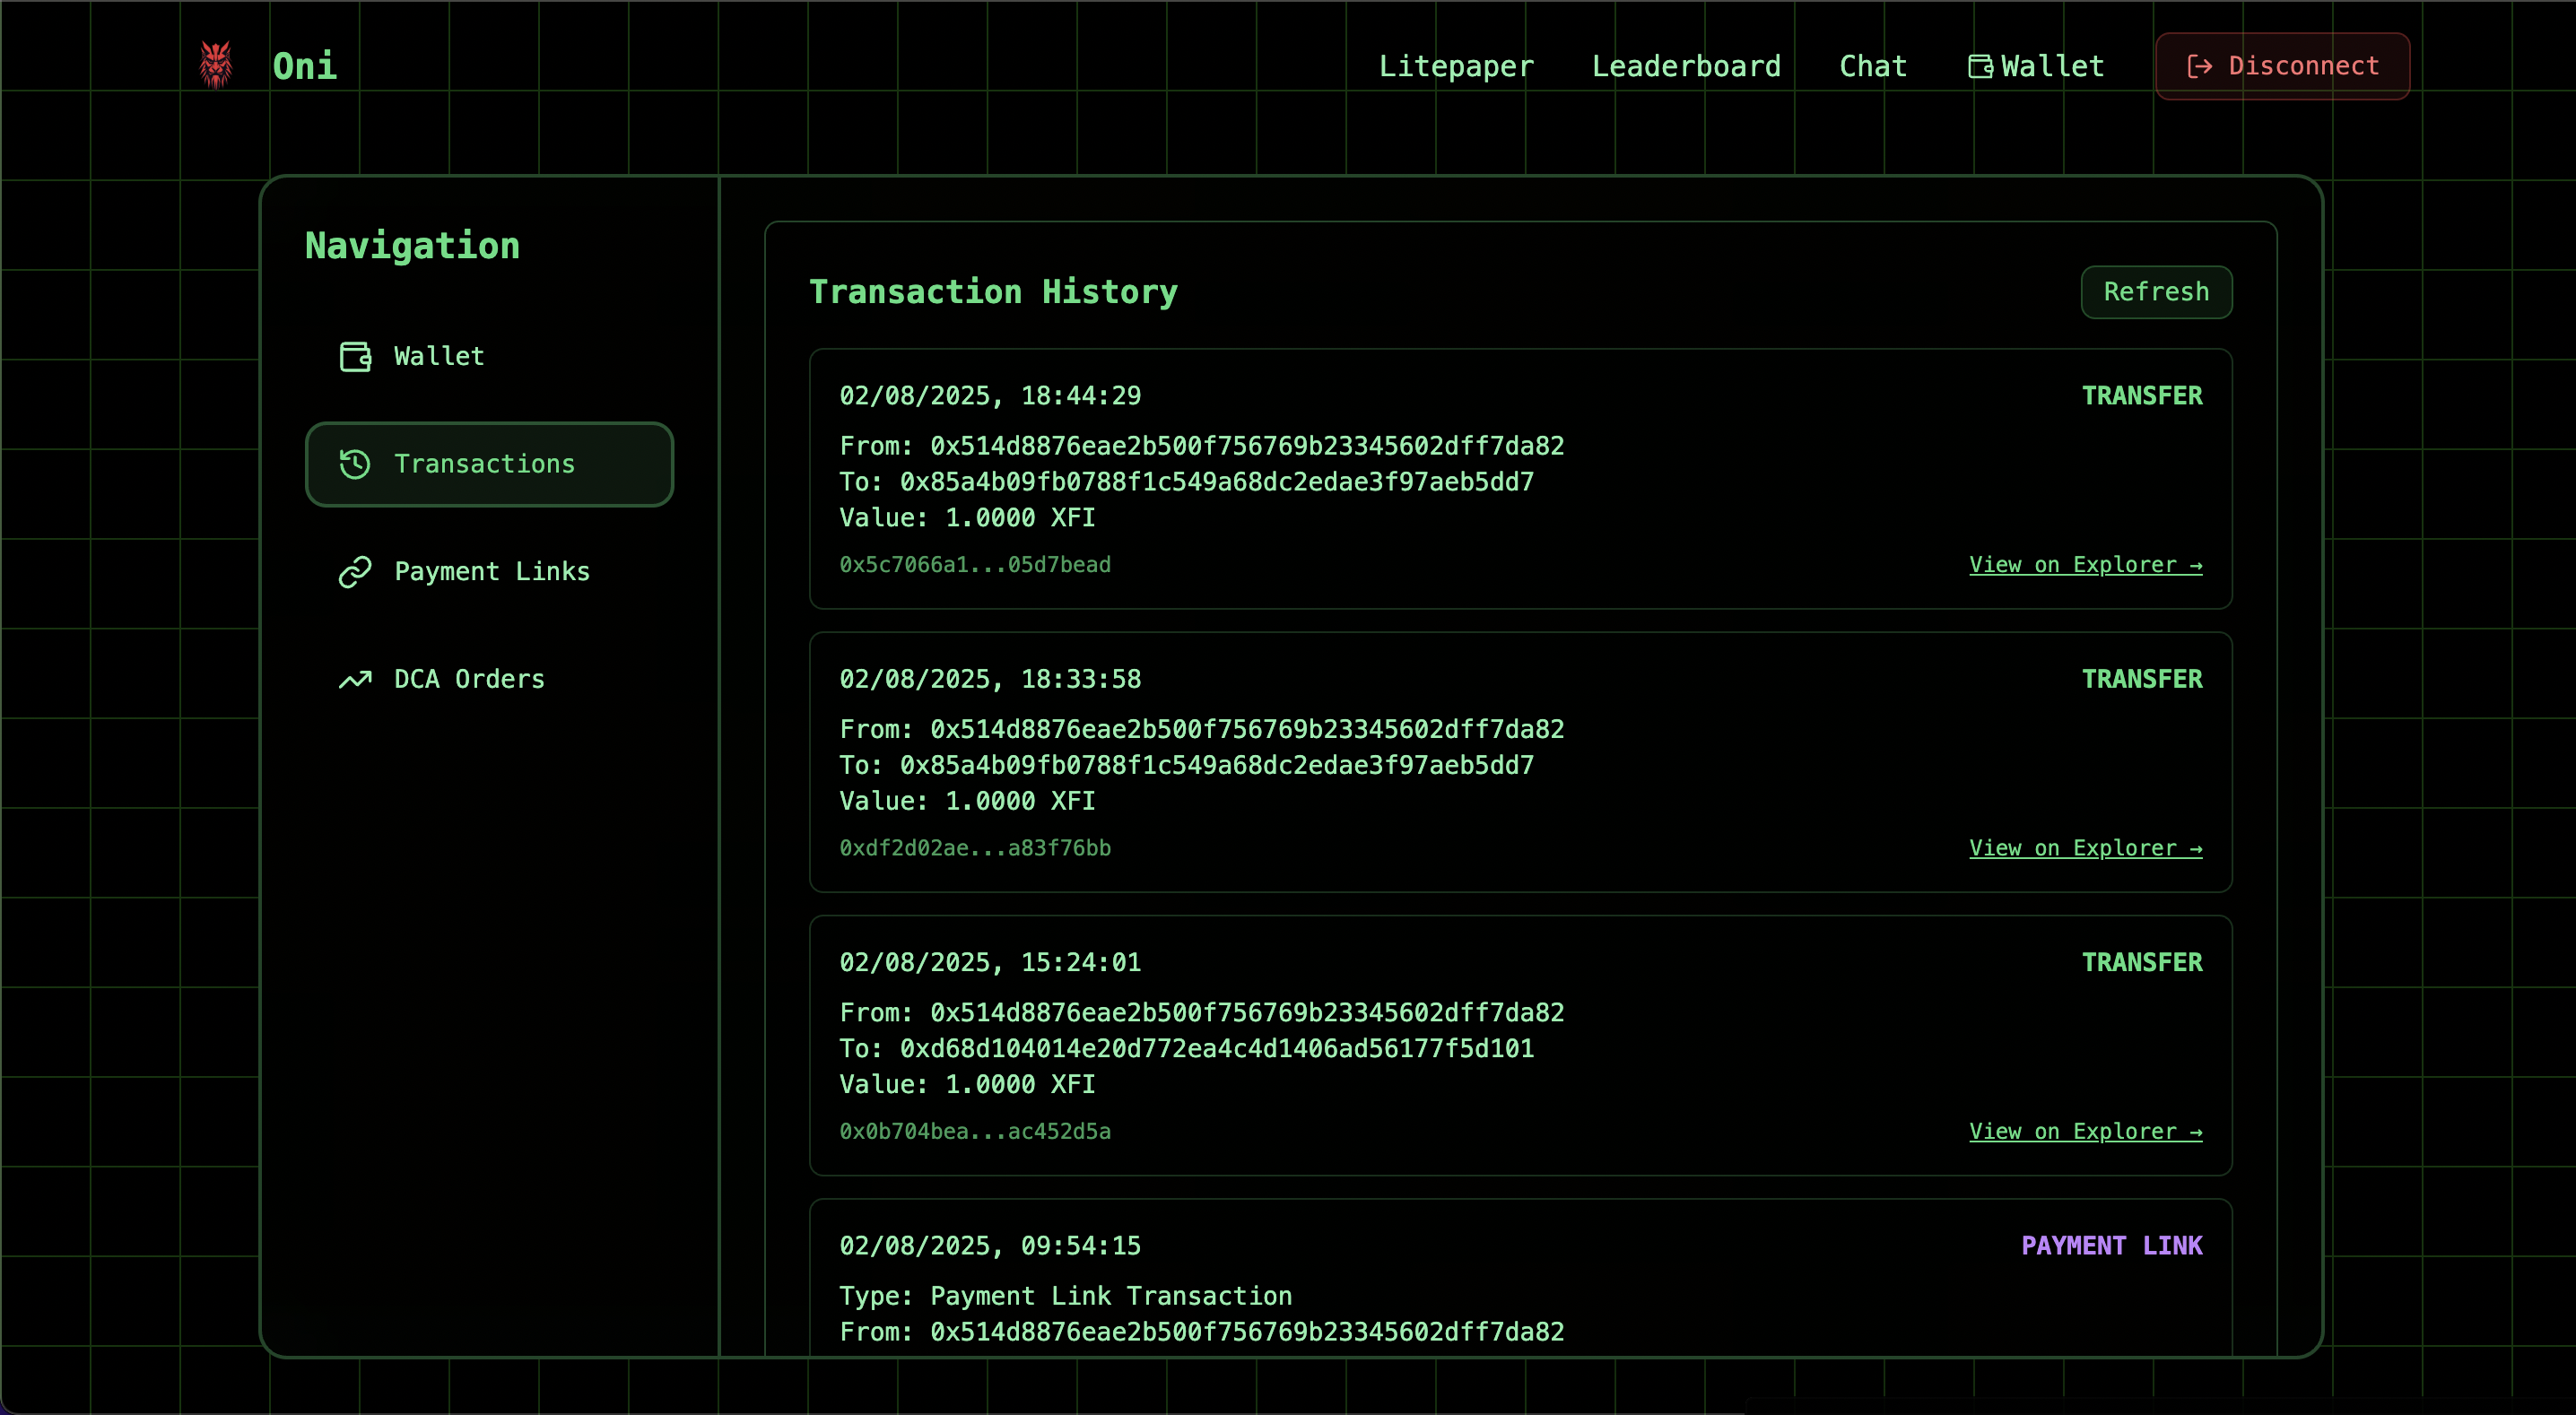 Oni
Litepaper
Leaderboard
Chat
Wallet
Disconnect
Navigation
Wallet
Transactions
Payment Links
DCA Orders
Transaction History
Refresh
02/08/2025, 18:44:29
TRANSFER
From: 0x514d8876eae2b500f756769b23345602dff7da82
To: 0x85a4b09fb0788f1c549a68dc2edae3f97aeb5dd7
Value: 1.0000 XFI
0x5c7066a1...05d7bead
View on Explorer →
02/08/2025, 18:33:58
TRANSFER
From: 0x514d8876eae2b500f756769b23345602dff7da82
To: 0x85a4b09fb0788f1c549a68dc2edae3f97aeb5dd7
Value: 1.0000 XFI
0xdf2d02ae...a83f76bb
View on Explorer →
02/08/2025, 15:24:01
TRANSFER
From: 0x514d8876eae2b500f756769b23345602dff7da82
To: 0xd68d104014e20d772ea4c4d1406ad56177f5d101
Value: 1.0000 XFI
0x0b704bea...ac452d5a
View on Explorer →
02/08/2025, 09:54:15
PAYMENT LINK
Type: Payment Link Transaction
From: 0x514d8876eae2b500f756769b23345602dff7da82